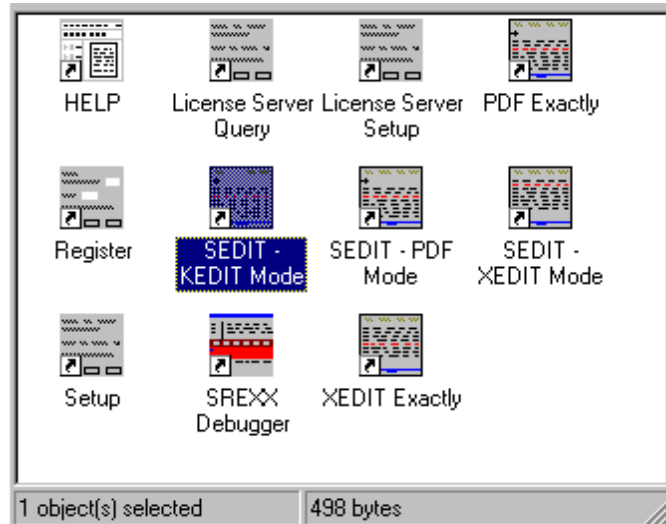 HELP
License Server Query
License Server Setup
PDF Exactly
Register
SEDIT - KEDIT Mode
SEDIT - PDF Mode
SEDIT - XEDIT Mode
Setup
SREXX Debugger
XEDIT Exactly
1 object(s) selected
498 bytes